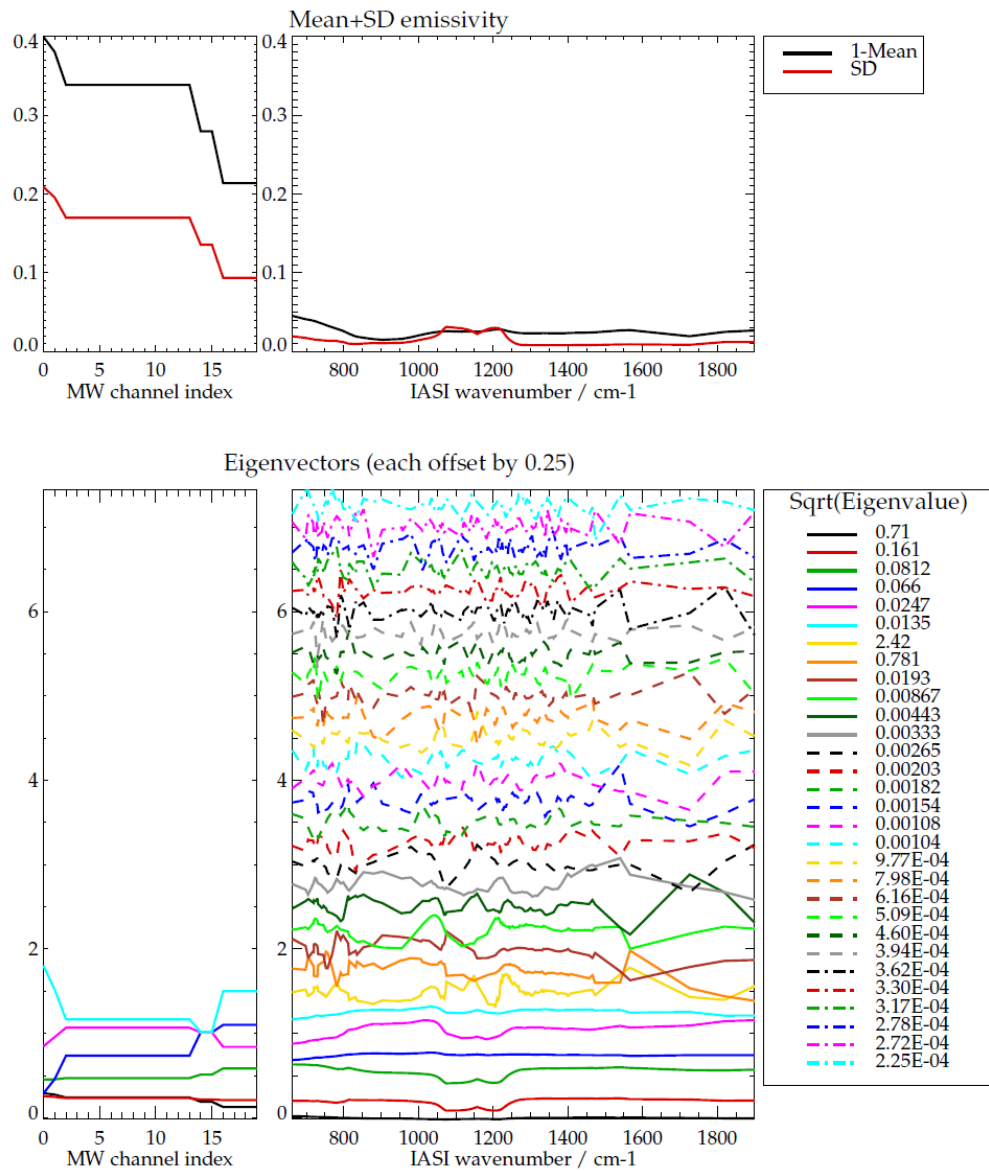 Mean+SD emissivity
0.4
0.3
0.2
0.1
0.0
0 5 10 15
MW channel index
0.4
0.3
0.2
0.1
0.0
800 1000 1200 1400 1600 1800
IASI wavenumber / cm-1
1-Mean
SD
Eigenvectors (each offset by 0.25)
6
4
2
0
0 5 10 15
MW channel index
6
4
2
0
800 1000 1200 1400 1600 1800
IASI wavenumber / cm-1
Sqrt(Eigenvalue)
0.71
0.161
0.0812
0.066
0.0247
0.0135
2.42
0.781
0.0193
0.00867
0.00443
0.00333
0.00265
0.00203
0.00182
0.00154
0.00108
0.00104
9.77E-04
7.98E-04
6.16E-04
5.09E-04
4.60E-04
3.94E-04
3.62E-04
3.30E-04
3.17E-04
2.78E-04
2.72E-04
2.25E-04